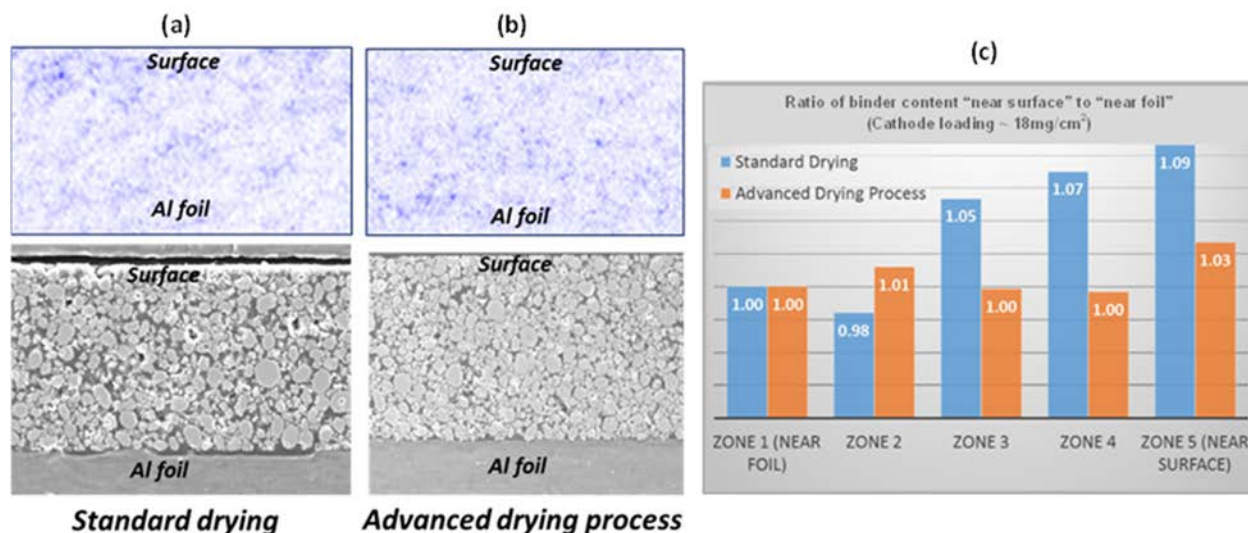 (a)
Surface
Al foil
Surface
Al foil
Standard drying
(b)
Surface
Al foil
Surface
Al foil
Advanced drying process
(c)
Ratio of binder content “near surface” to “near foil”
(Cathode loading ~ 18mg/cm²)
Standard Drying
Advanced Drying Process
1.00
1.00
0.98
1.01
1.05
1.00
1.07
1.00
1.09
1.03
ZONE 1 (NEAR
FOIL)
ZONE 2
ZONE 3
ZONE 4
ZONE 5 (NEAR
SURFACE)